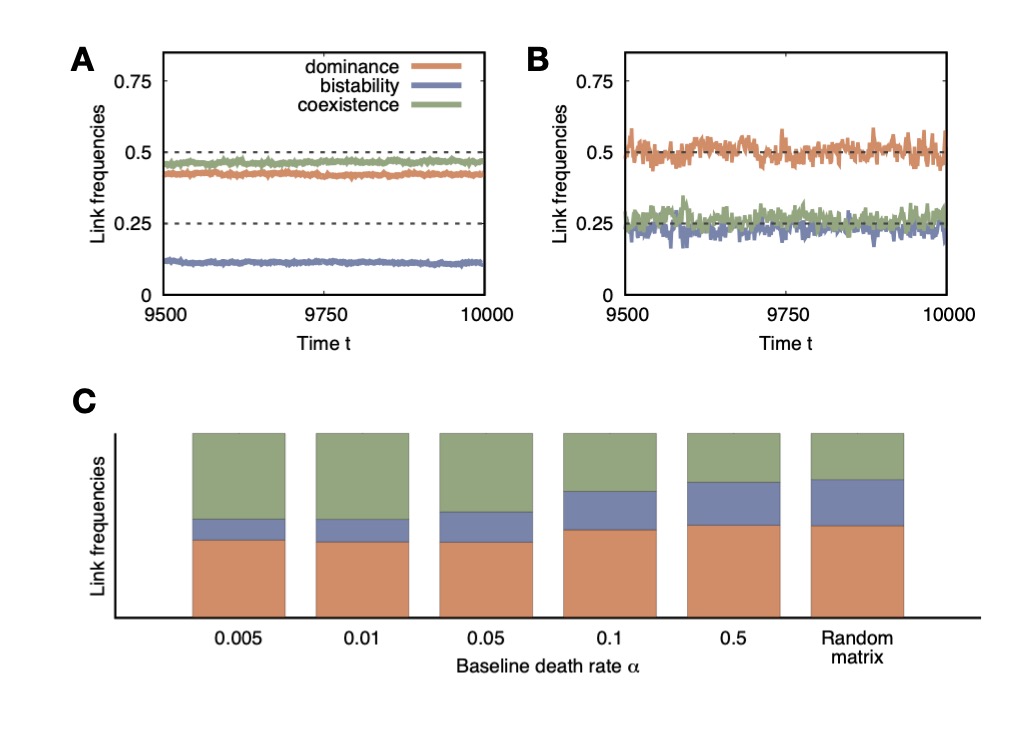 A
B
dominance
bistability
coexistence
0.75
0.5
0.25
0
Link frequencies
9500
9750
10000
Time t
0.75
0.5
0.25
0
Link frequencies
9500
9750
10000
Time t
C
Link frequencies
0.005
0.01
0.05
0.1
0.5
Random
matrix
Baseline death rate α